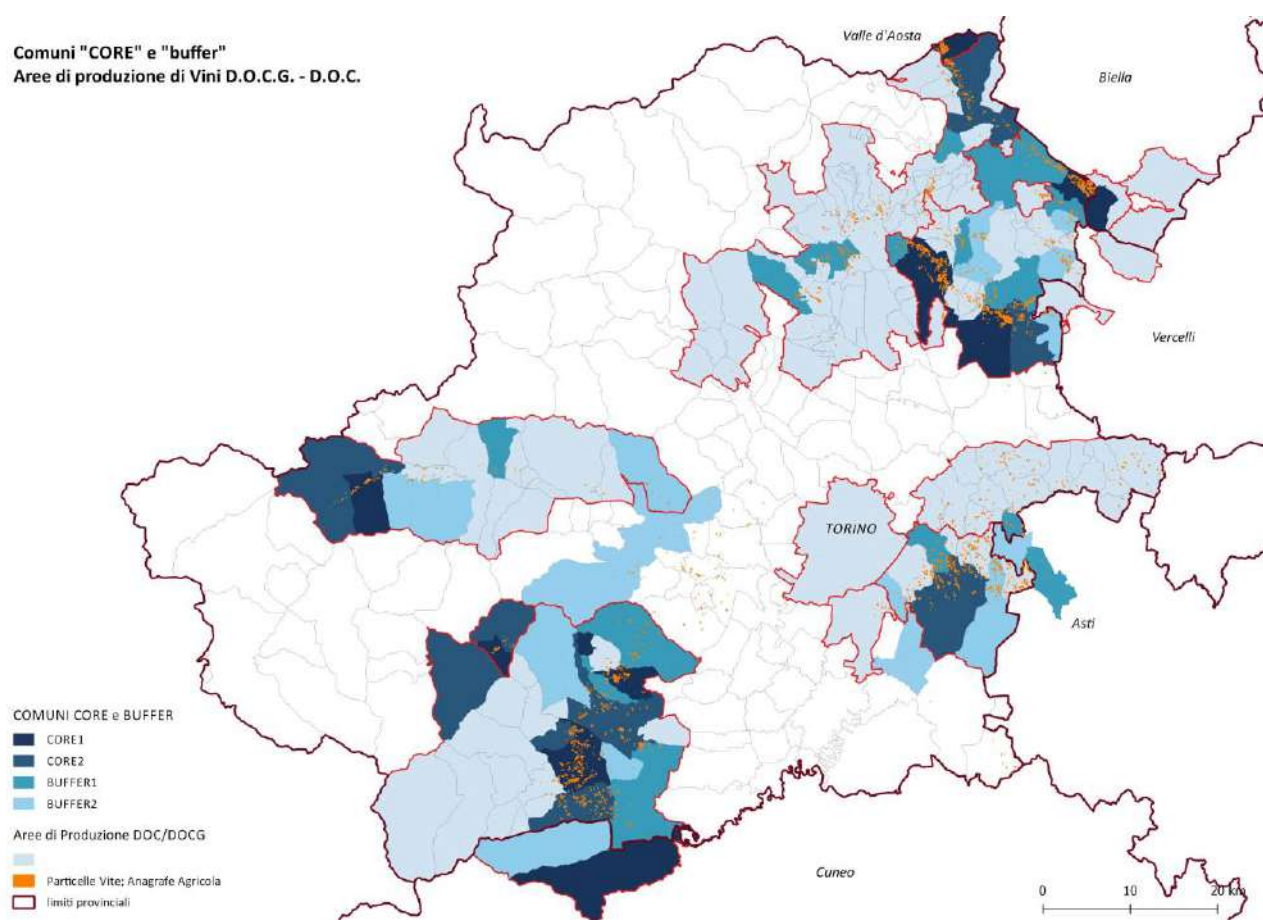 Comuni "CORE" e "buffer"
Aree di produzione di Vini D.O.C.G. - D.O.C.
Valle d'Aosta
Biella
Vercelli
TORINO
Asti
Cuneo
COMUNI CORE e BUFFER
CORE1
CORE2
BUFFER1
BUFFER2
Aree di Produzione DOC/DOCG
Particelle Vite; Anagrafe Agricola
limiti provinciali
0 10 20 km